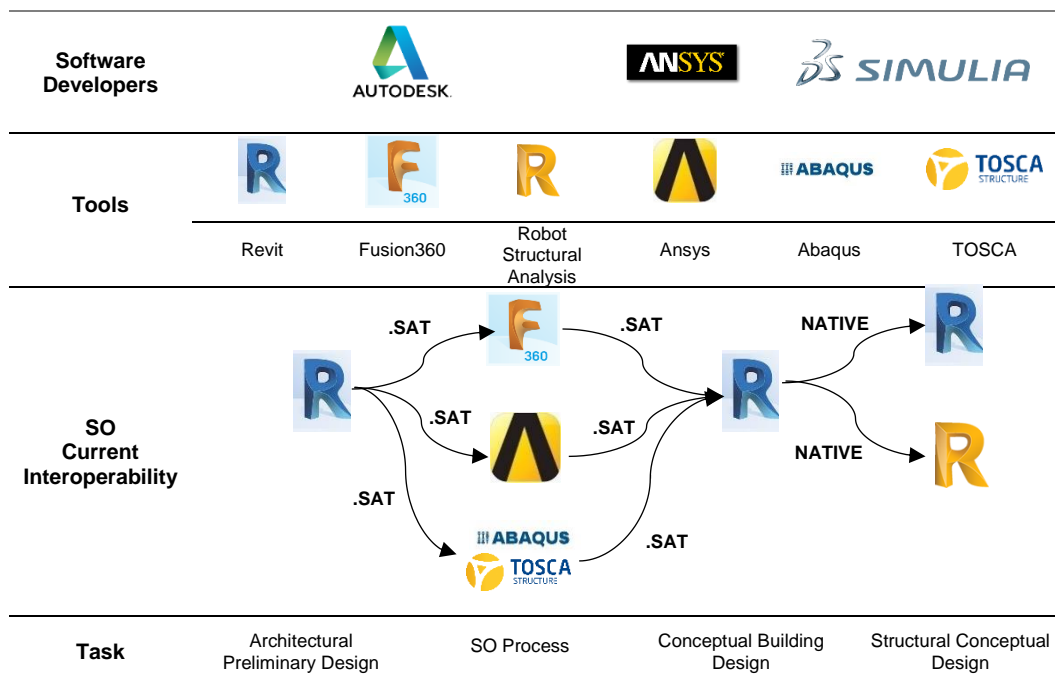 Software
Developers
AUTODESK.
ANSYS
3DS SIMULIA
Tools
R
F
360
R
ABAQUS
TOSCA
STRUCTURE
Revit
Fusion360
Robot
Structural
Analysis
Ansys
Abaqus
TOSCA
SO
Current
Interoperability
R
.SAT
.SAT
.SAT
F
360
ABAQUS
TOSCA
STRUCTURE
.SAT
.SAT
.SAT
R
NATIVE
NATIVE
R
R
Task
Architectural
Preliminary Design
SO Process
Conceptual Building
Design
Structural Conceptual
Design